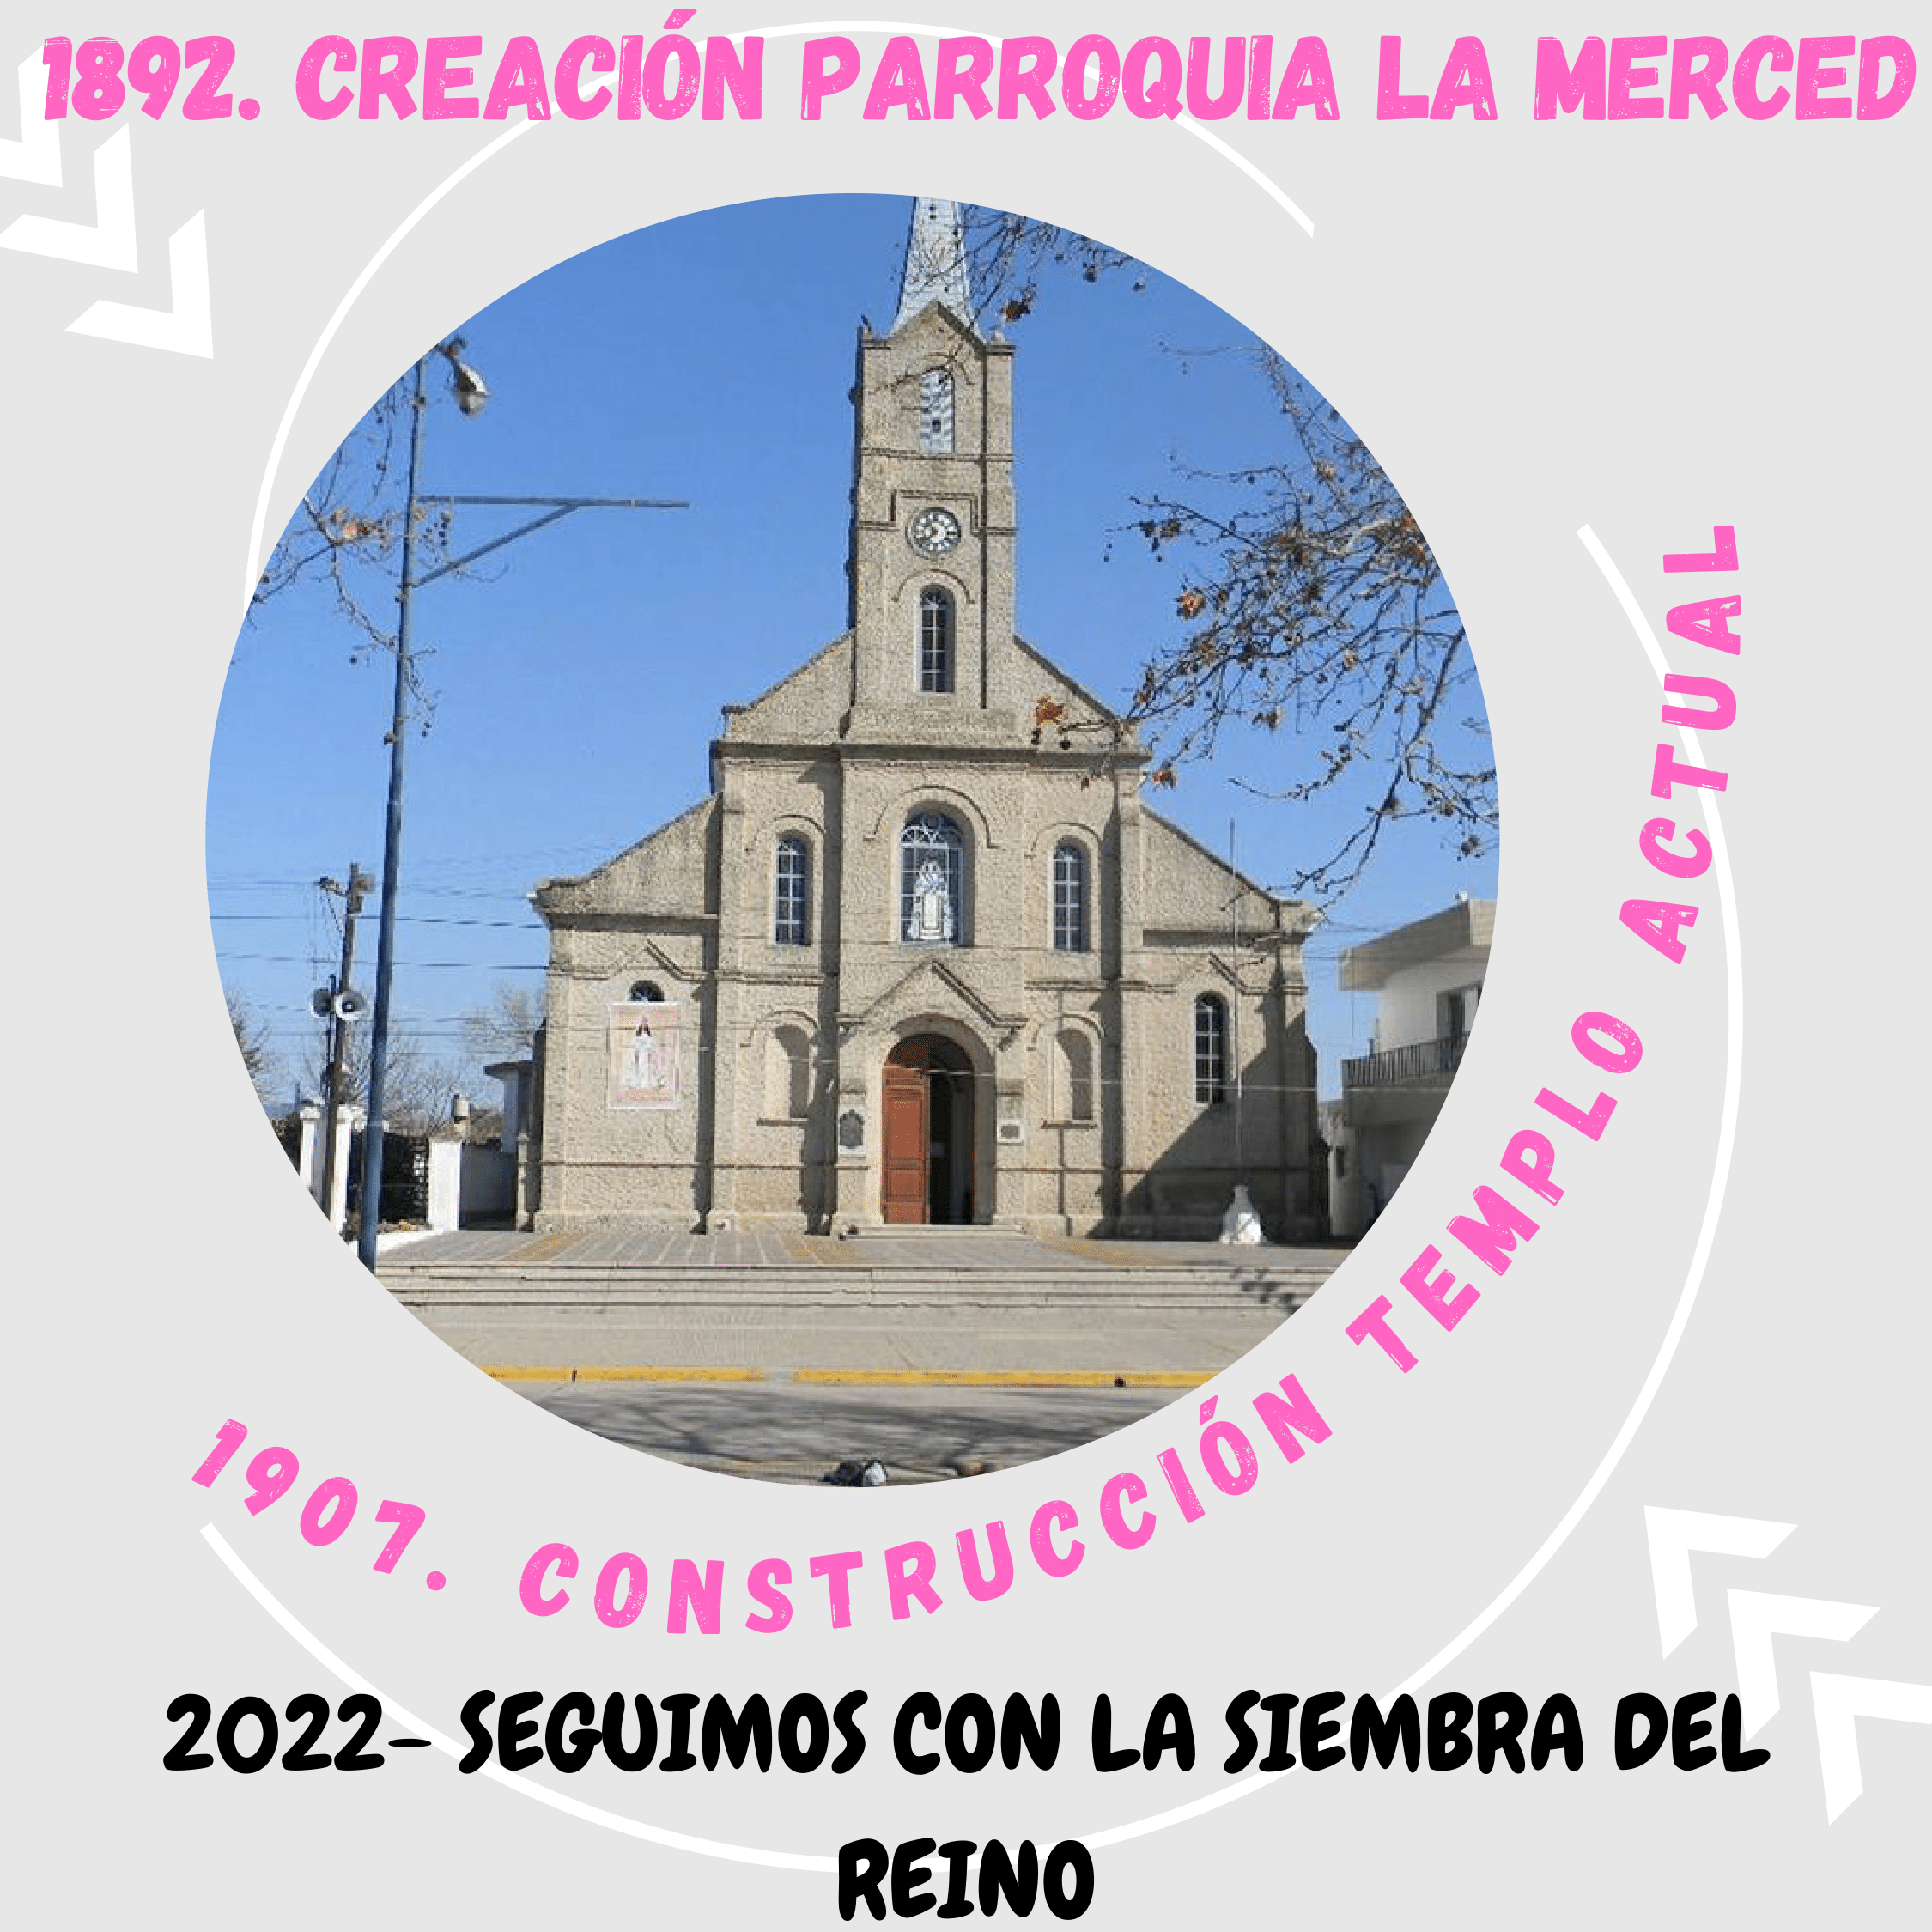 1892. CREACIÓN PARROQUIA LA MERCED
1907. CONSTRUCCIÓN TEMPLO ACTUAL
2022- SEGUIMOS CON LA SIEMBRA DEL
REINO